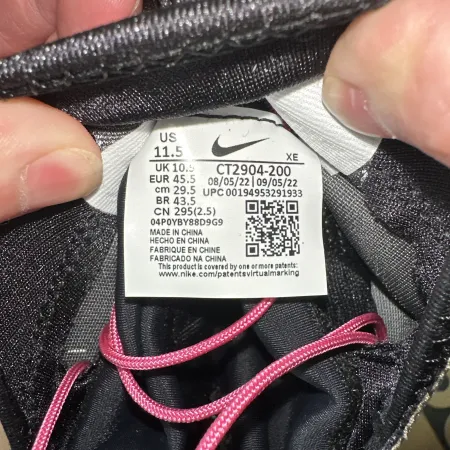 US
11.5 XE
UK 10.5 CT2904-200
EUR 45.5 08/05/22 | 09/05/22
cm 29.5 UPC 00194953291933
BR 43.5
CN 295(2.5)
04P0YBY88D9G9
MADE IN CHINA
HECHO EN CHINA
FABRIQUE EN CHINE
FABRICADO NA CHINA
This product is covered by one or more patents:
www.nike.com/patentsvirtualmarking